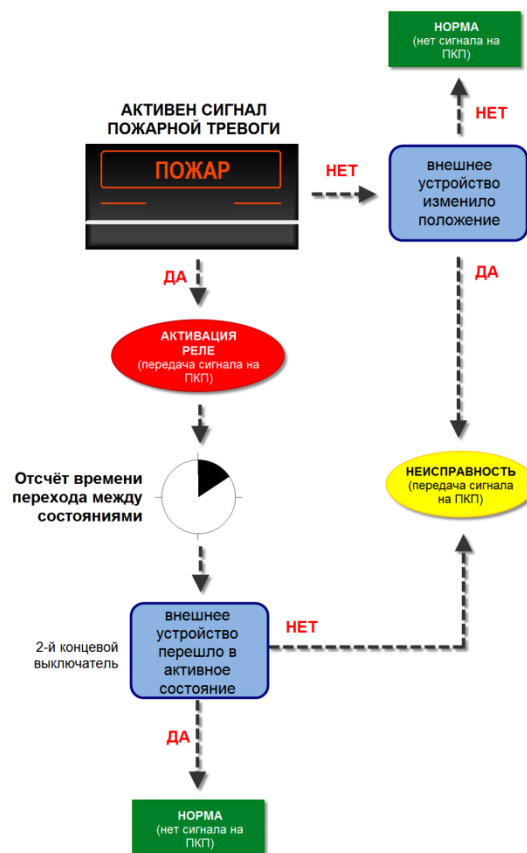 НОРМА
(нет сигнала на
ПКП)
НЕТ
АКТИВЕН СИГНАЛ
ПОЖАРНОЙ ТРЕВОГИ
ПОЖАР
НЕТ
внешнее
устройство
изменило
положение
ДА
ДА
АКТИВАЦИЯ
РЕЛЕ
(передача сигнала на
ПКП)
Отсчёт времени
перехода между
состояниями
НЕИСПРАВНОСТЬ
(передача сигнала
на ПКП)
2-й концевой
выключатель
внешнее
устройство
перешло в
активное
состояние
НЕТ
ДА
НОРМА
(нет сигнала на
ПКП)